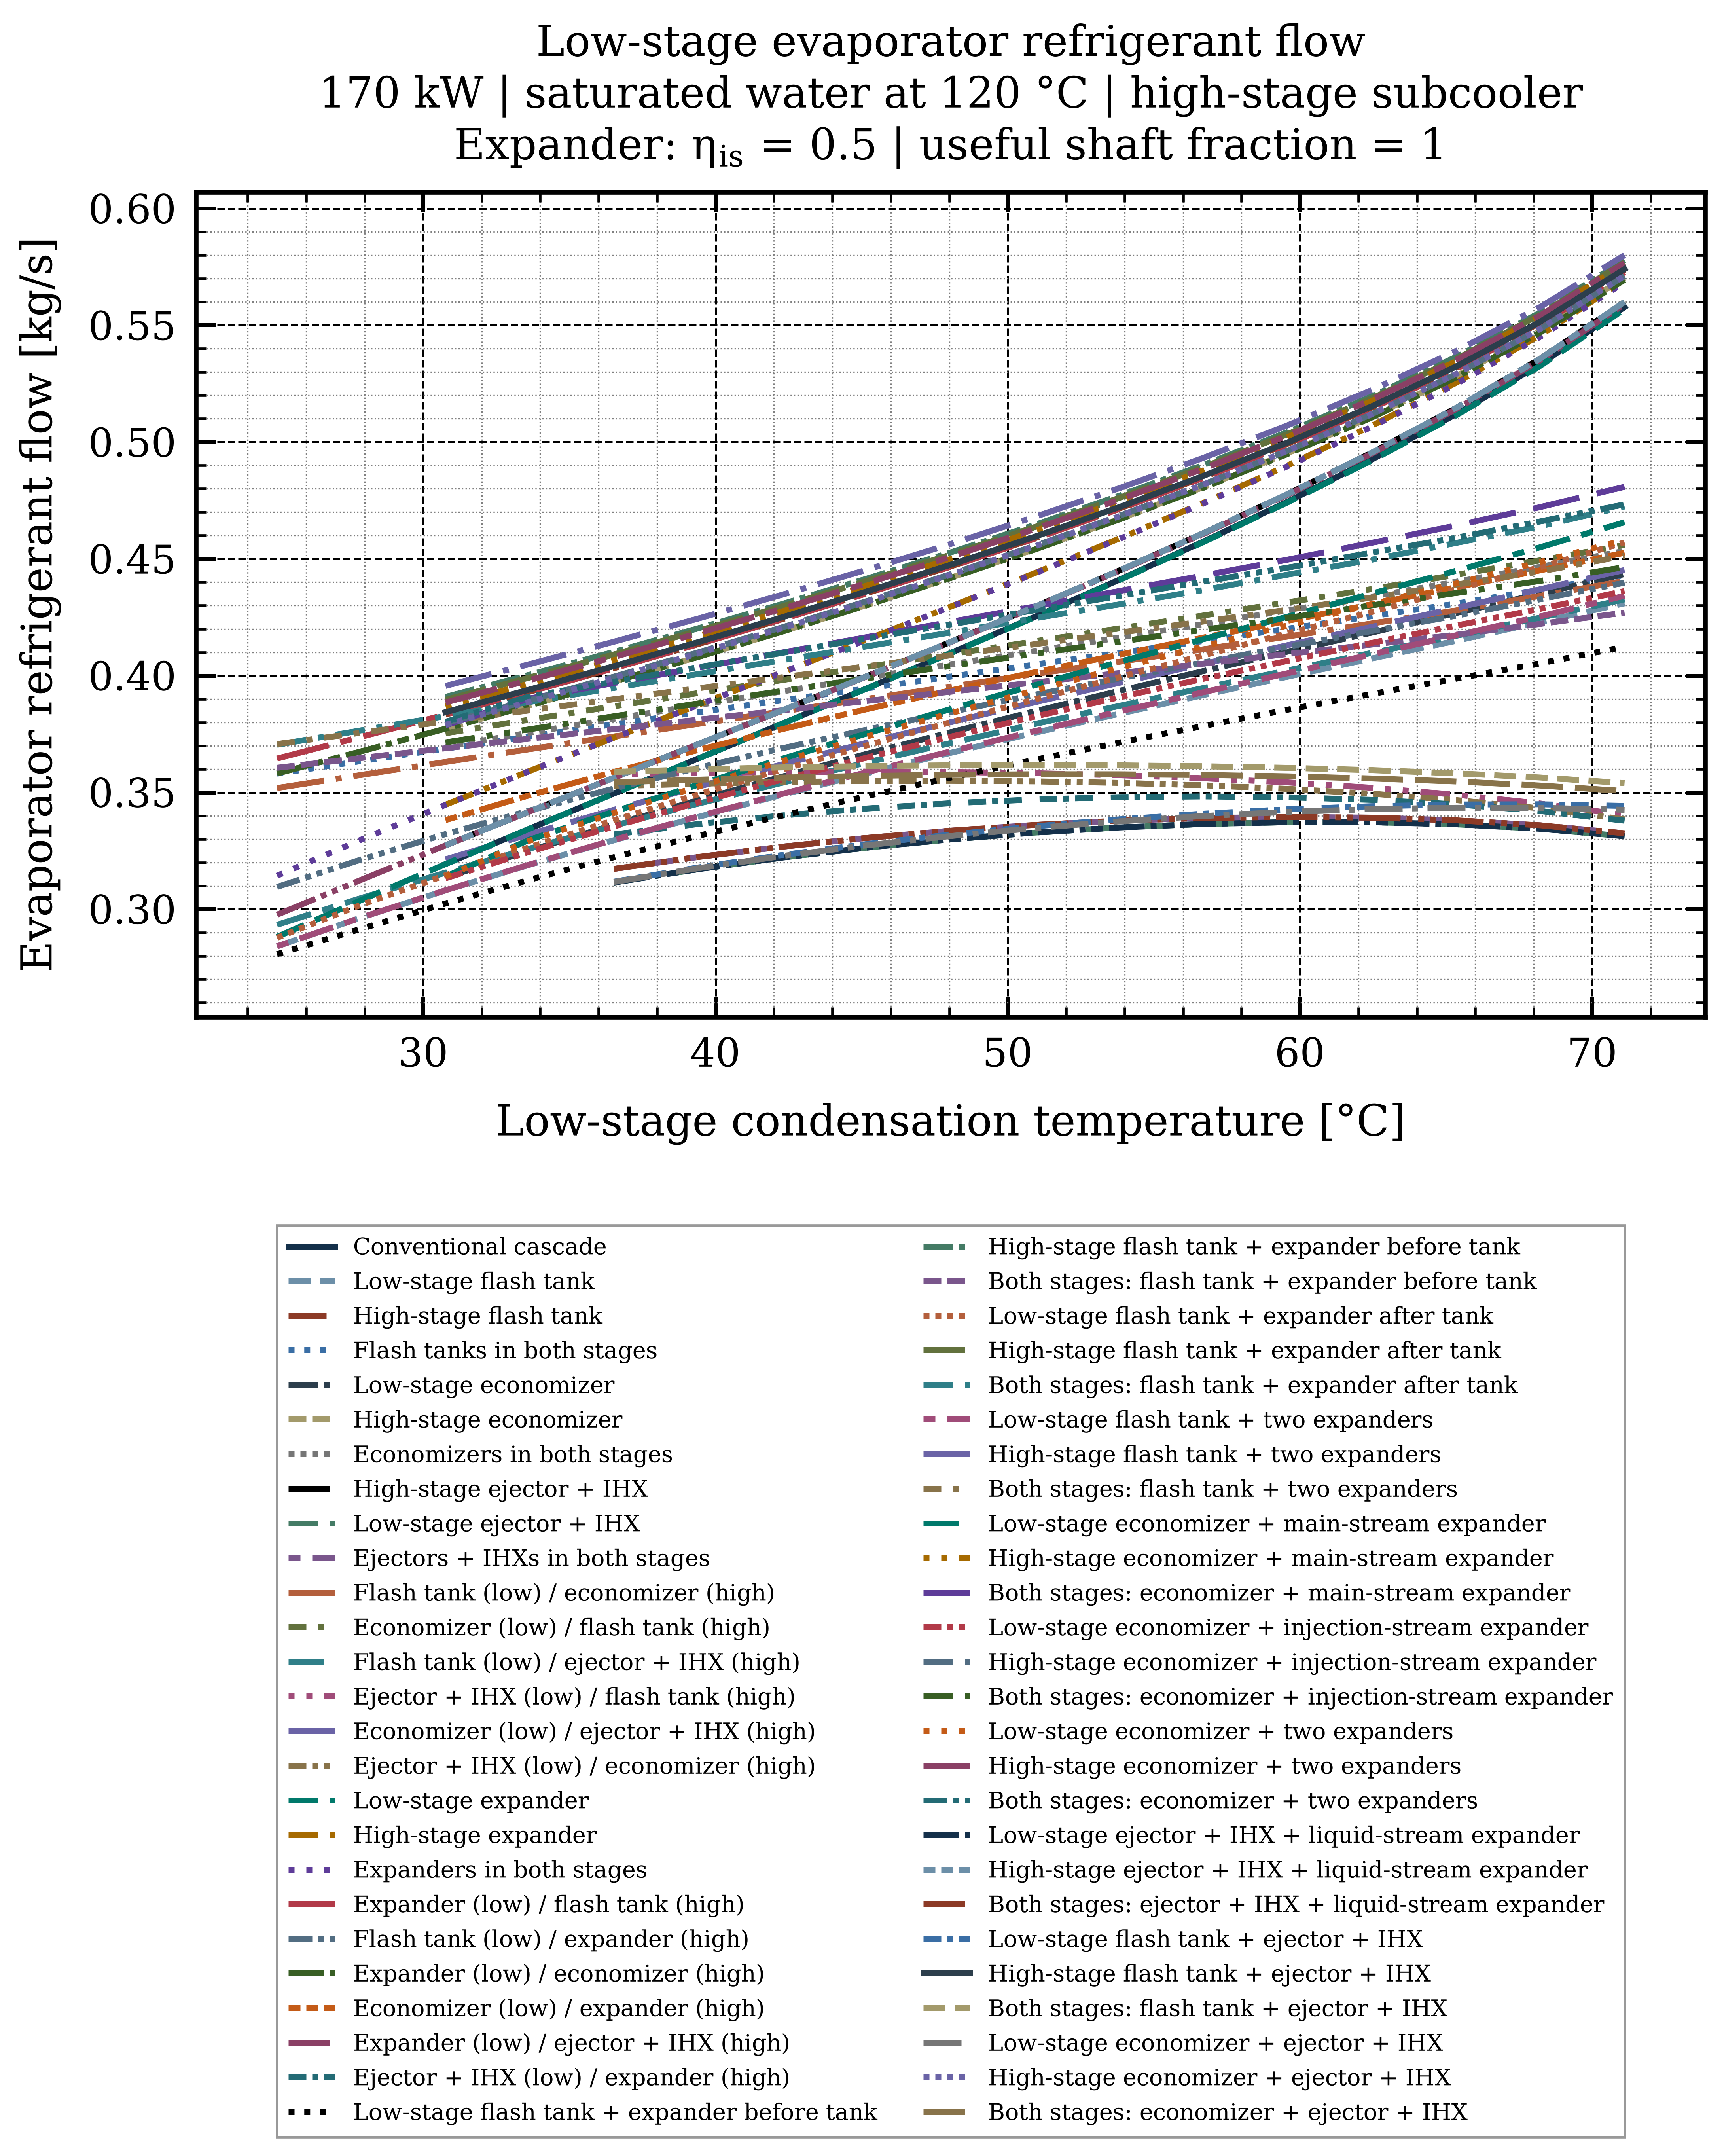 Low-stage evaporator refrigerant flow
170 kW | saturated water at 120 °C | high-stage subcooler
Expander: ηis = 0.5 | useful shaft fraction = 1
Evaporator refrigerant flow [kg/s]
0.60
0.55
0.50
0.45
0.40
0.35
0.30
30 40 50 60 70
Low-stage condensation temperature [°C]
Conventional cascade
Low-stage flash tank
High-stage flash tank
Flash tanks in both stages
Low-stage economizer
High-stage economizer
Economizers in both stages
High-stage ejector + IHX
Low-stage ejector + IHX
Ejectors + IHXs in both stages
Flash tank (low) / economizer (high)
Economizer (low) / flash tank (high)
Flash tank (low) / ejector + IHX (high)
Ejector + IHX (low) / flash tank (high)
Economizer (low) / ejector + IHX (high)
Ejector + IHX (low) / economizer (high)
Low-stage expander
High-stage expander
Expanders in both stages
Expander (low) / flash tank (high)
Flash tank (low) / expander (high)
Expander (low) / economizer (high)
Economizer (low) / expander (high)
Expander (low) / ejector + IHX (high)
Ejector + IHX (low) / expander (high)
Low-stage flash tank + expander before tank
High-stage flash tank + expander before tank
Both stages: flash tank + expander before tank
Low-stage flash tank + expander after tank
High-stage flash tank + expander after tank
Both stages: flash tank + expander after tank
Low-stage flash tank + two expanders
High-stage flash tank + two expanders
Both stages: flash tank + two expanders
Low-stage economizer + main-stream expander
High-stage economizer + main-stream expander
Both stages: economizer + main-stream expander
Low-stage economizer + injection-stream expander
High-stage economizer + injection-stream expander
Both stages: economizer + injection-stream expander
Low-stage economizer + two expanders
High-stage economizer + two expanders
Both stages: economizer + two expanders
Low-stage ejector + IHX + liquid-stream expander
High-stage ejector + IHX + liquid-stream expander
Both stages: ejector + IHX + liquid-stream expander
Low-stage flash tank + ejector + IHX
High-stage flash tank + ejector + IHX
Both stages: flash tank + ejector + IHX
Low-stage economizer + ejector + IHX
High-stage economizer + ejector + IHX
Both stages: economizer + ejector + IHX